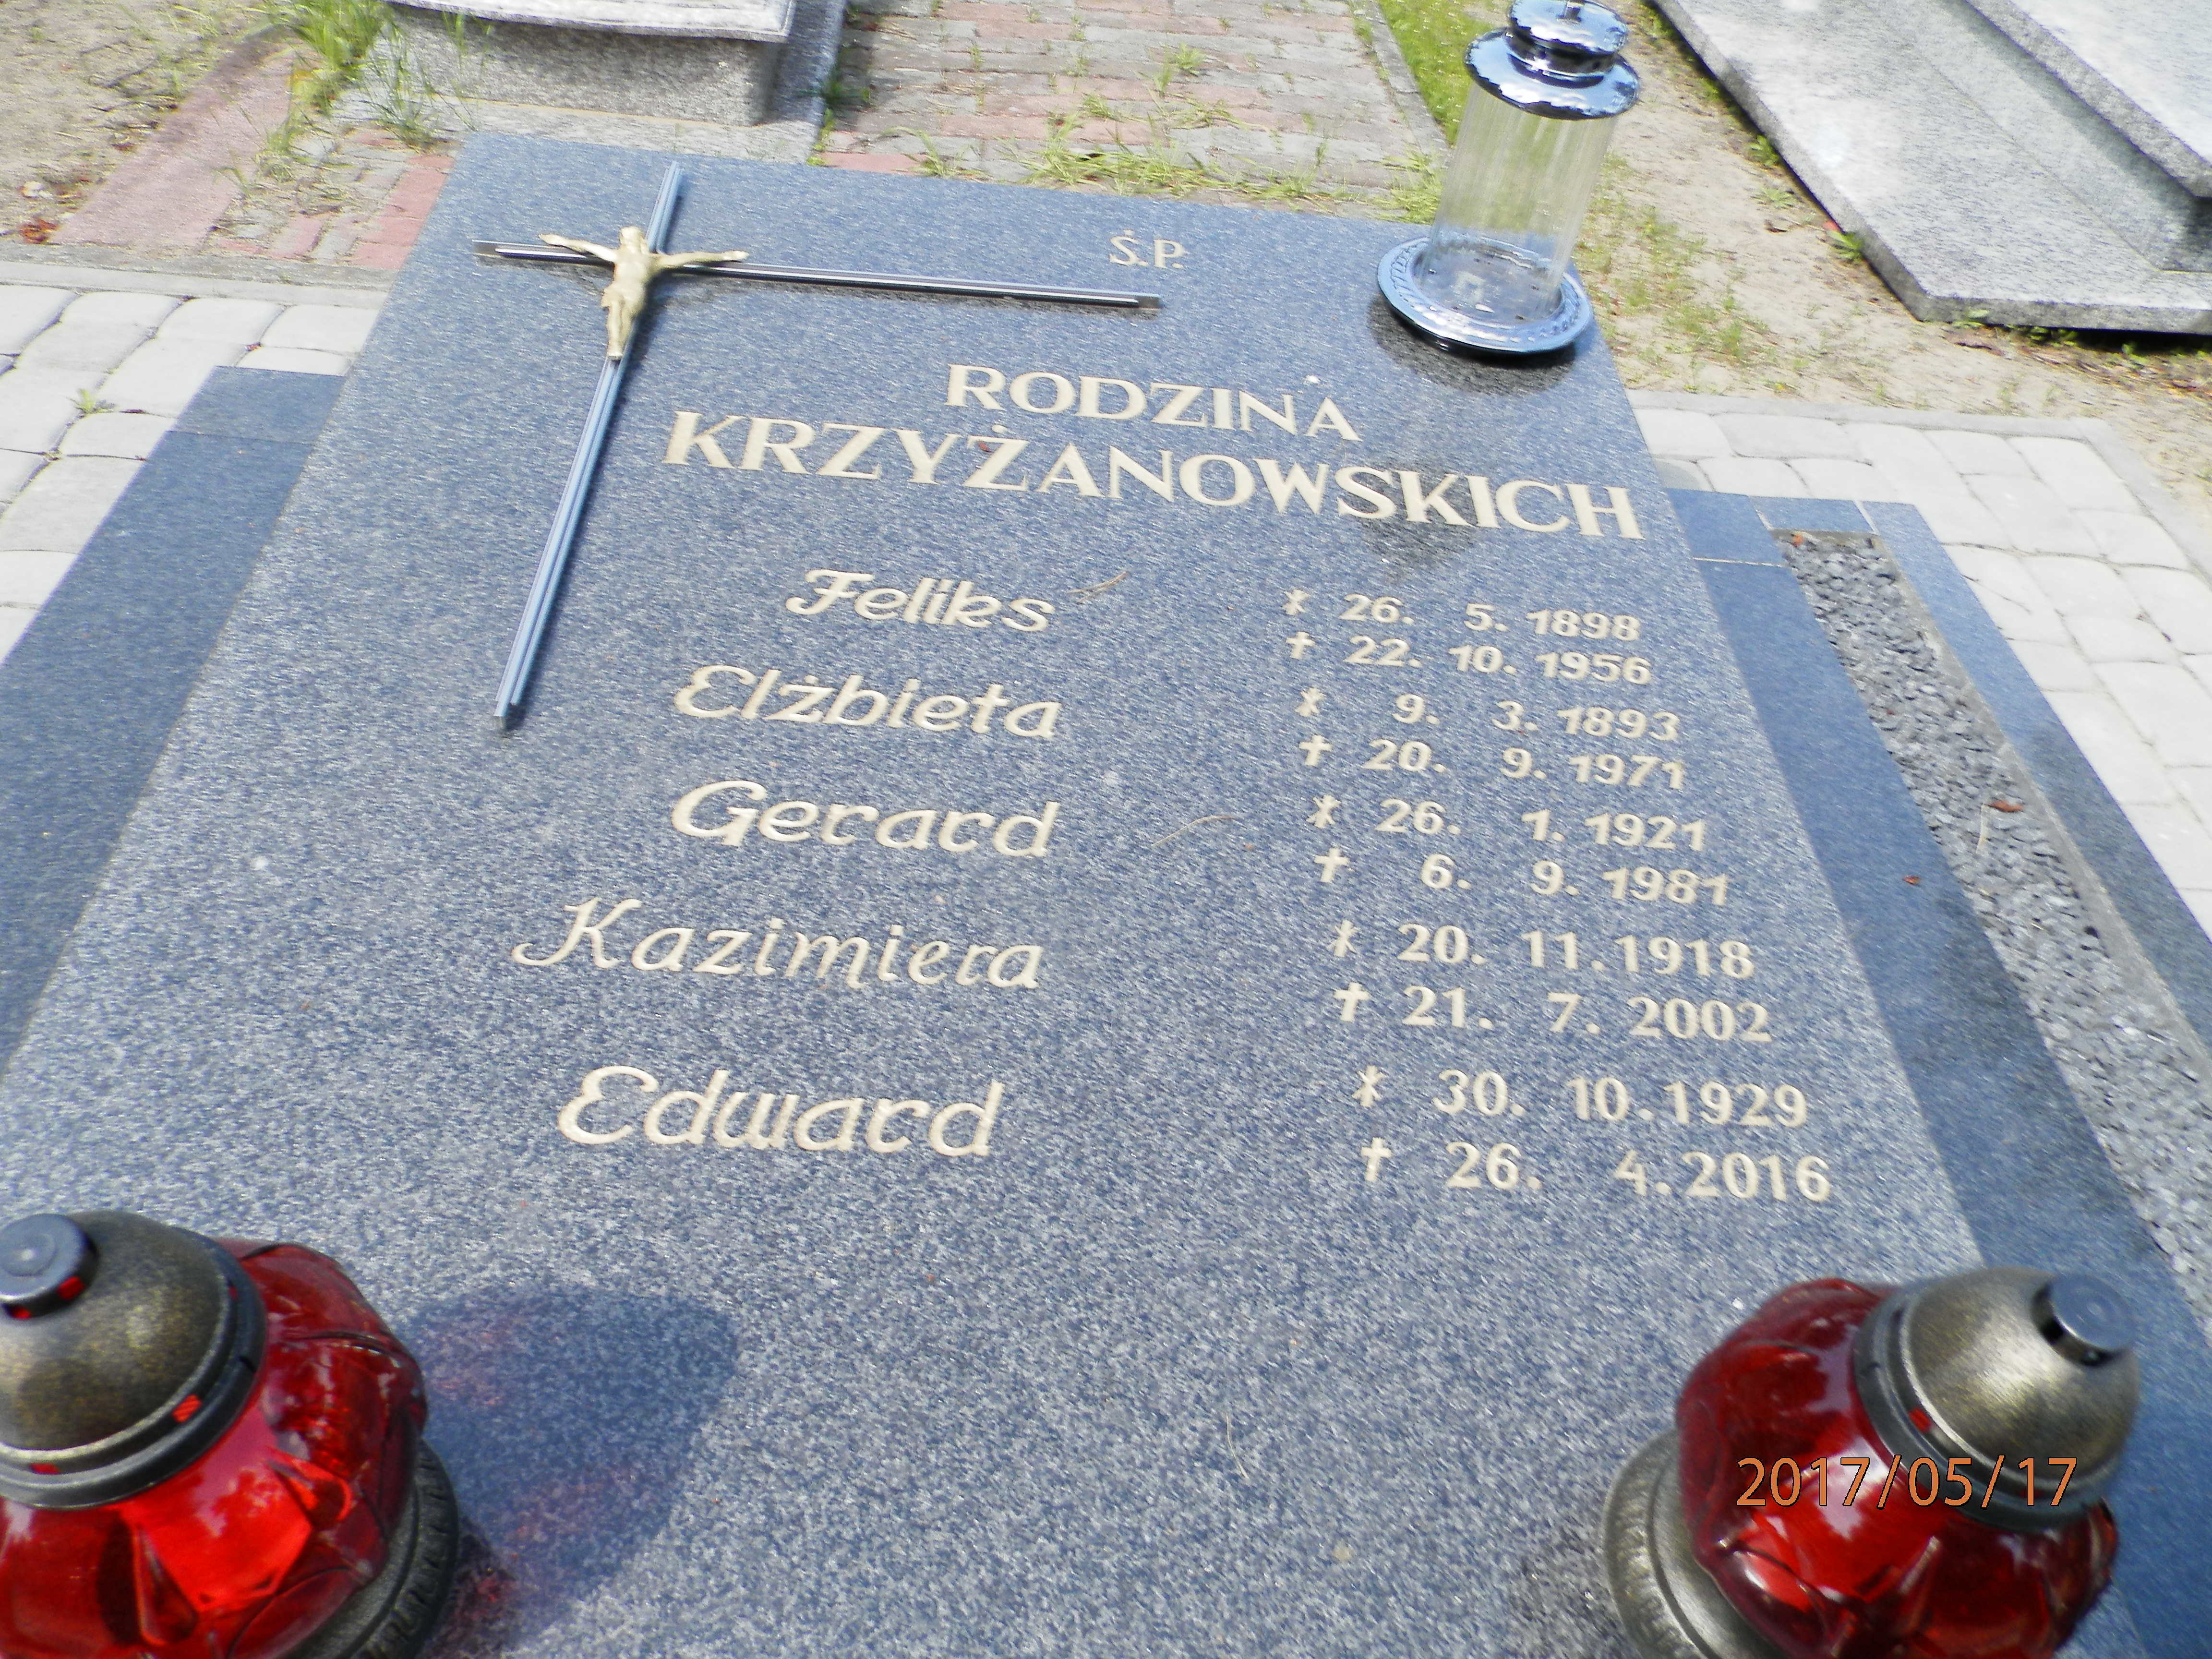 Ś.P.
RODZINA
KRZYŻANOWSKICH
Feliks * 26. 5. 1898
† 22. 10. 1956
Elżbieta * 9. 3. 1893
† 20. 9. 1971
Gerard * 26. 1. 1921
† 6. 9. 1981
Kazimiera * 20. 11. 1918
† 21. 7. 2002
Edward * 30. 10. 1929
† 26. 4. 2016
2017/05/17